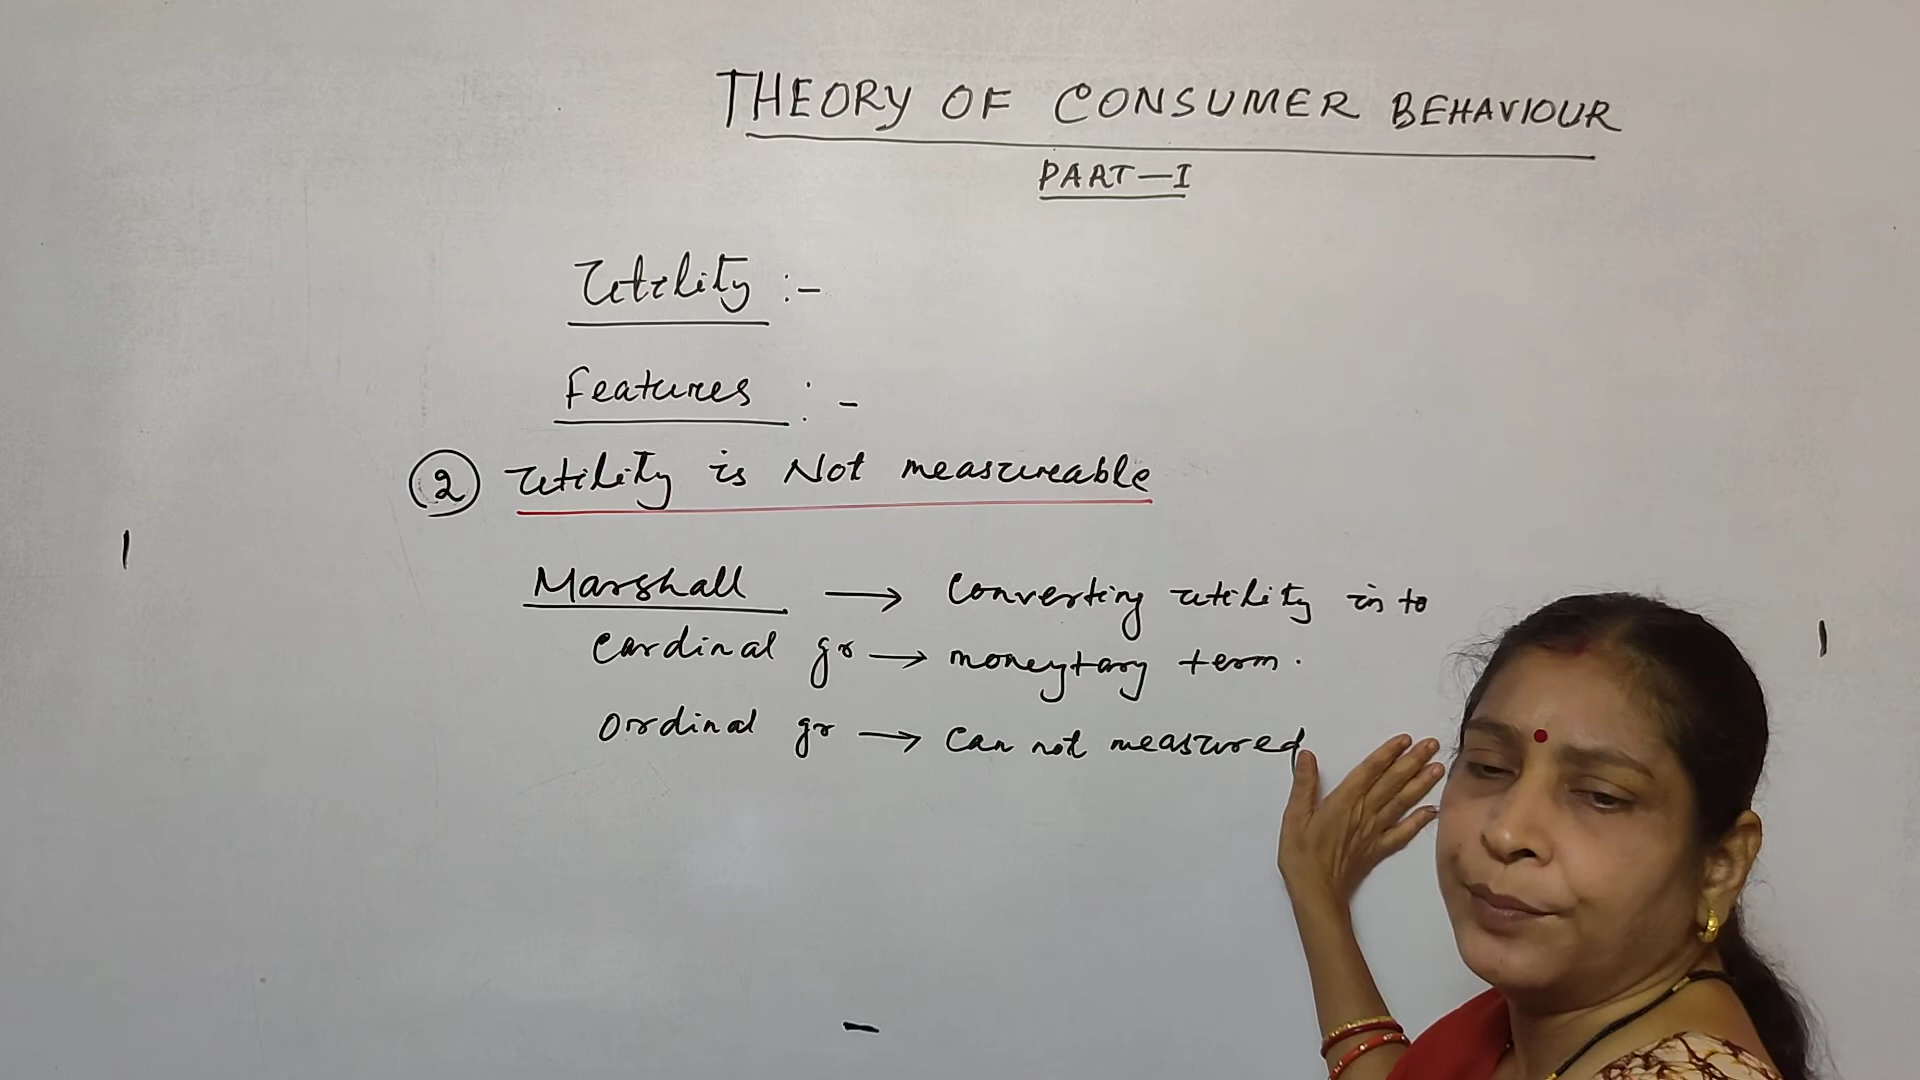 THEORY OF CONSUMER BEHAVIOUR
PART-I
Utility :-
Features :-
② Utility is Not measureable
Marshall → Converting utility in to
Cardinal gr → moneytary term.
Ordinal gr → Can not measured